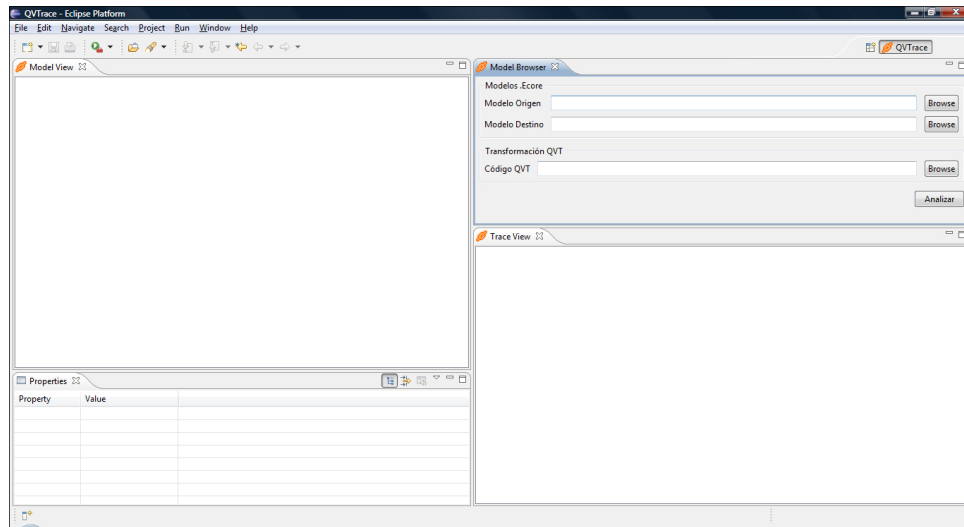 QVTrace - Eclipse Platform
File Edit Navigate Search Project Run Window Help
QVTrace
Model View
Model Browser
Modelos .Ecore
Modelo Origen Browse
Modelo Destino Browse
Transformación QVT
Código QVT Browse
Analizar
Trace View
Properties
Property Value